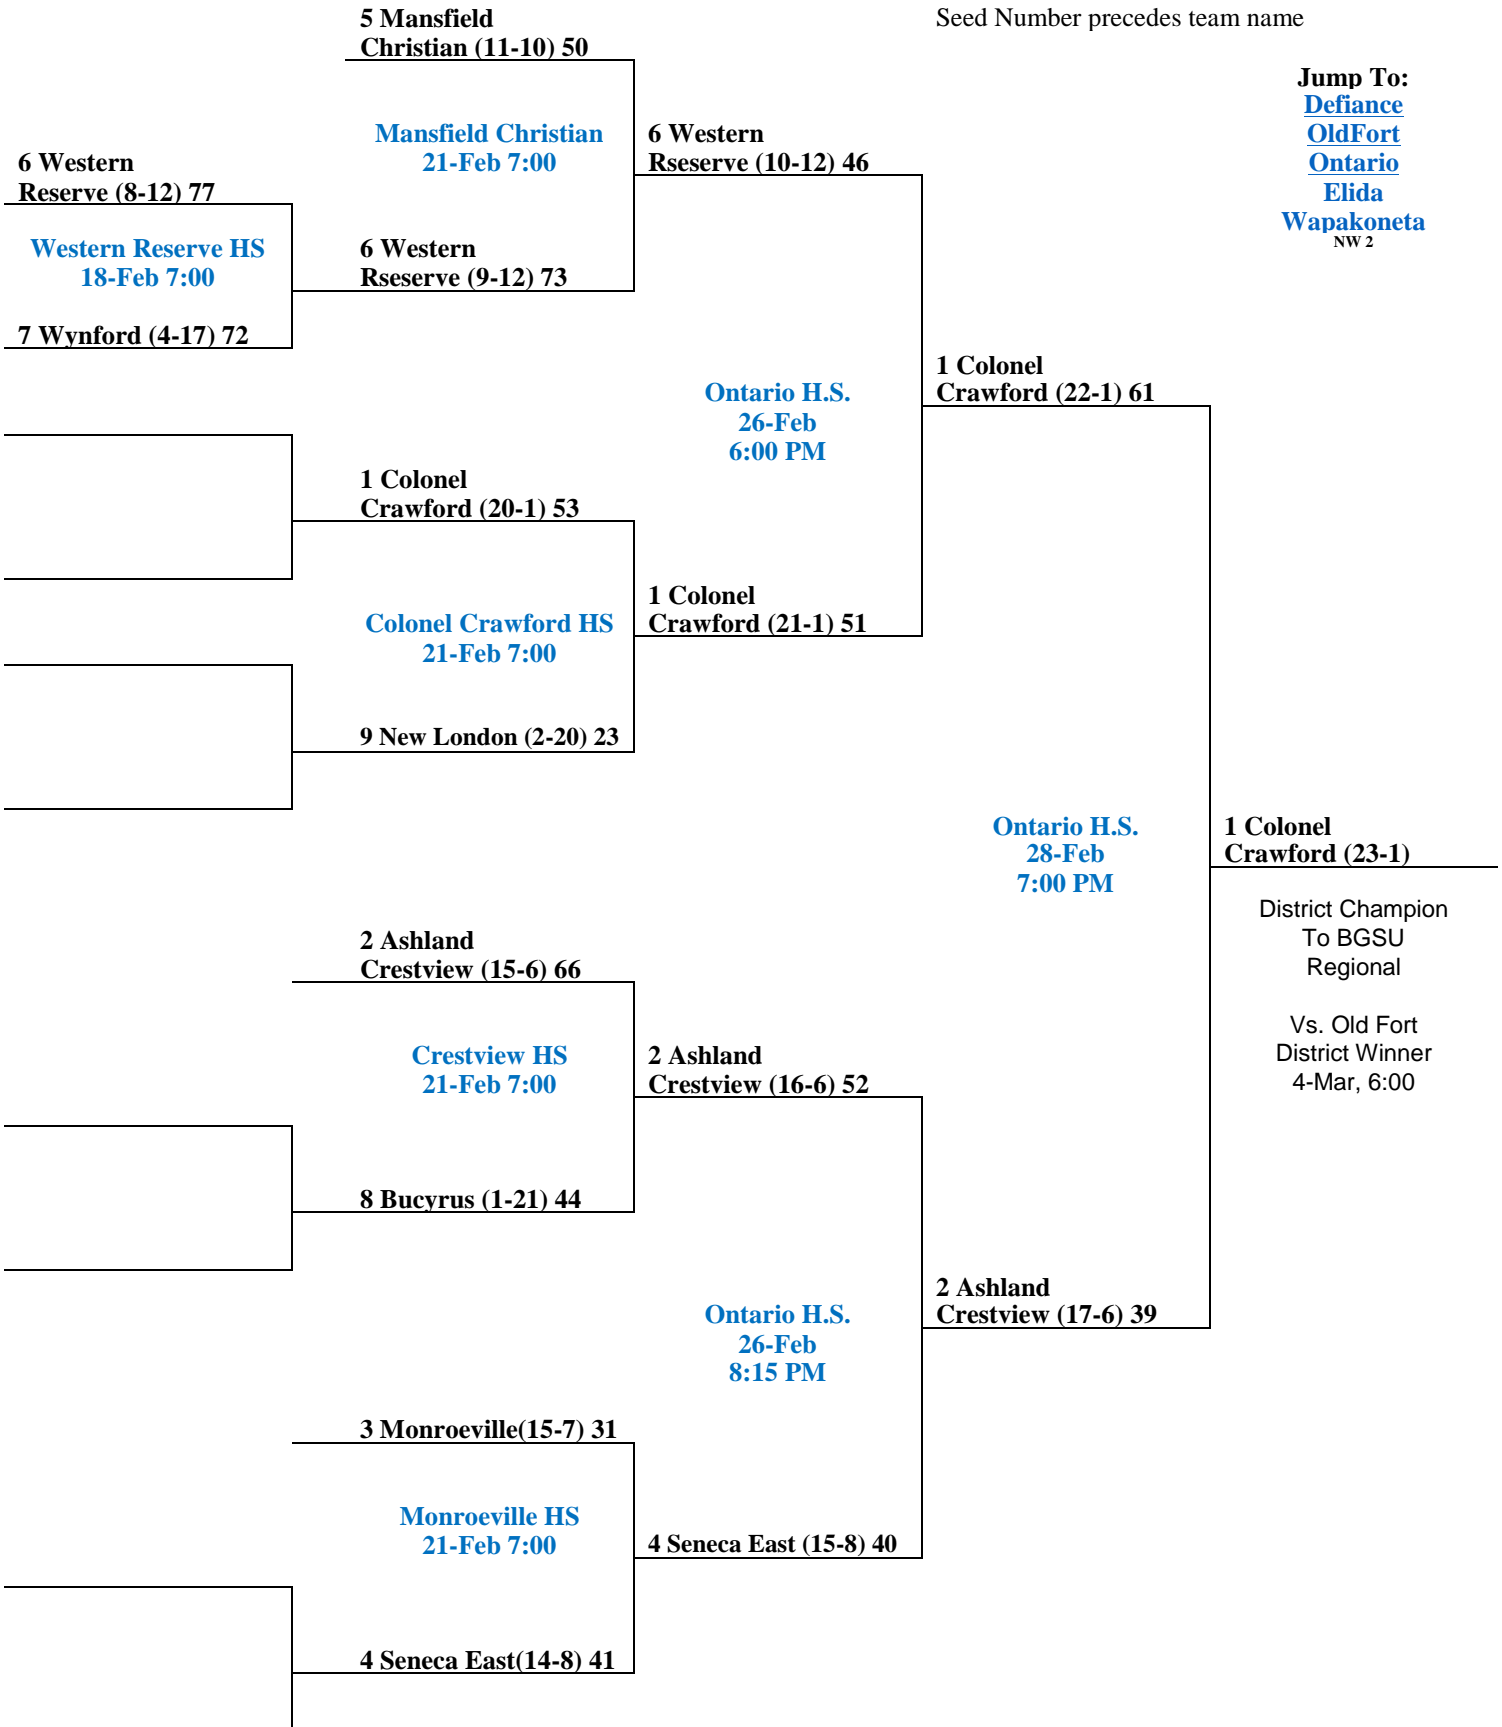 5 Mansfield
Christian (11-10) 50
Seed Number precedes team name
Jump To:
Defiance
OldFort
Ontario
Elida
Wapakoneta
NW 2
Mansfield Christian
21-Feb 7:00
6 Western
Rseserve (10-12) 46
6 Western
Reserve (8-12) 77
Western Reserve HS
18-Feb 7:00
6 Western
Rseserve (9-12) 73
7 Wynford (4-17) 72
1 Colonel
Crawford (22-1) 61
Ontario H.S.
26-Feb
6:00 PM
1 Colonel
Crawford (20-1) 53
Colonel Crawford HS
21-Feb 7:00
1 Colonel
Crawford (21-1) 51
9 New London (2-20) 23
Ontario H.S.
28-Feb
7:00 PM
1 Colonel
Crawford (23-1)
District Champion
To BGSU
Regional
Vs. Old Fort
District Winner
4-Mar, 6:00
2 Ashland
Crestview (15-6) 66
Crestview HS
21-Feb 7:00
2 Ashland
Crestview (16-6) 52
8 Bucyrus (1-21) 44
2 Ashland
Crestview (17-6) 39
Ontario H.S.
26-Feb
8:15 PM
3 Monroeville(15-7) 31
Monroeville HS
21-Feb 7:00
4 Seneca East (15-8) 40
4 Seneca East(14-8) 41